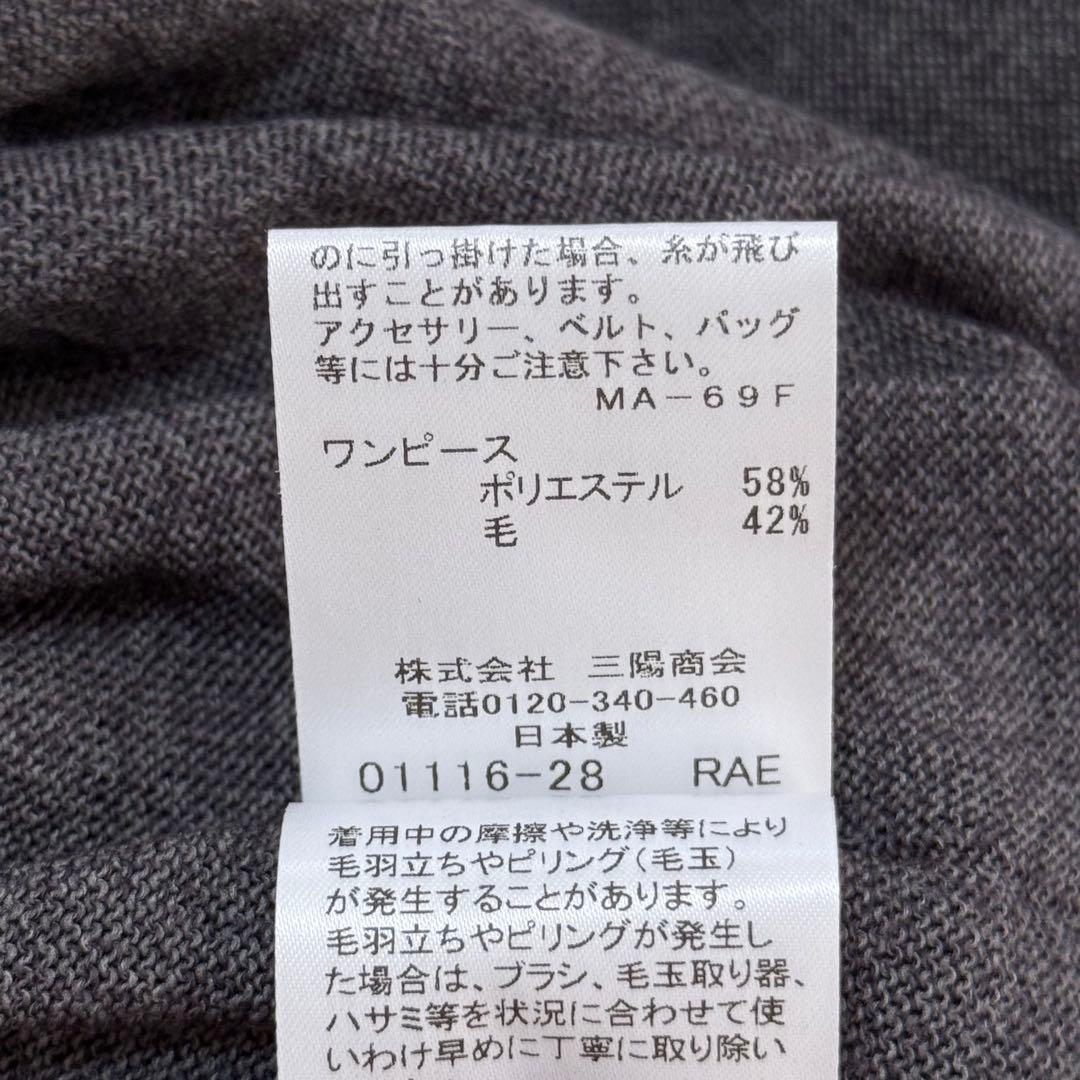 のに引っ掛けた場合、糸が飛び
出すことがあります。
アクセサリー、ベルト、バッグ
等には十分ご注意下さい。
MA-69F
ワンピース
ポリエステル 58%
毛 42%
株式会社 三陽商会
電話0120-340-460
日本製
01116-28 RAE
着用中の摩擦や洗浄等により
毛羽立ちやピリング(毛玉)
が発生することがあります。
毛羽立ちやピリングが発生し
た場合は、ブラシ、毛玉取り器、
ハサミ等を状況に合わせて使
いわけ早めに丁寧に取り除い